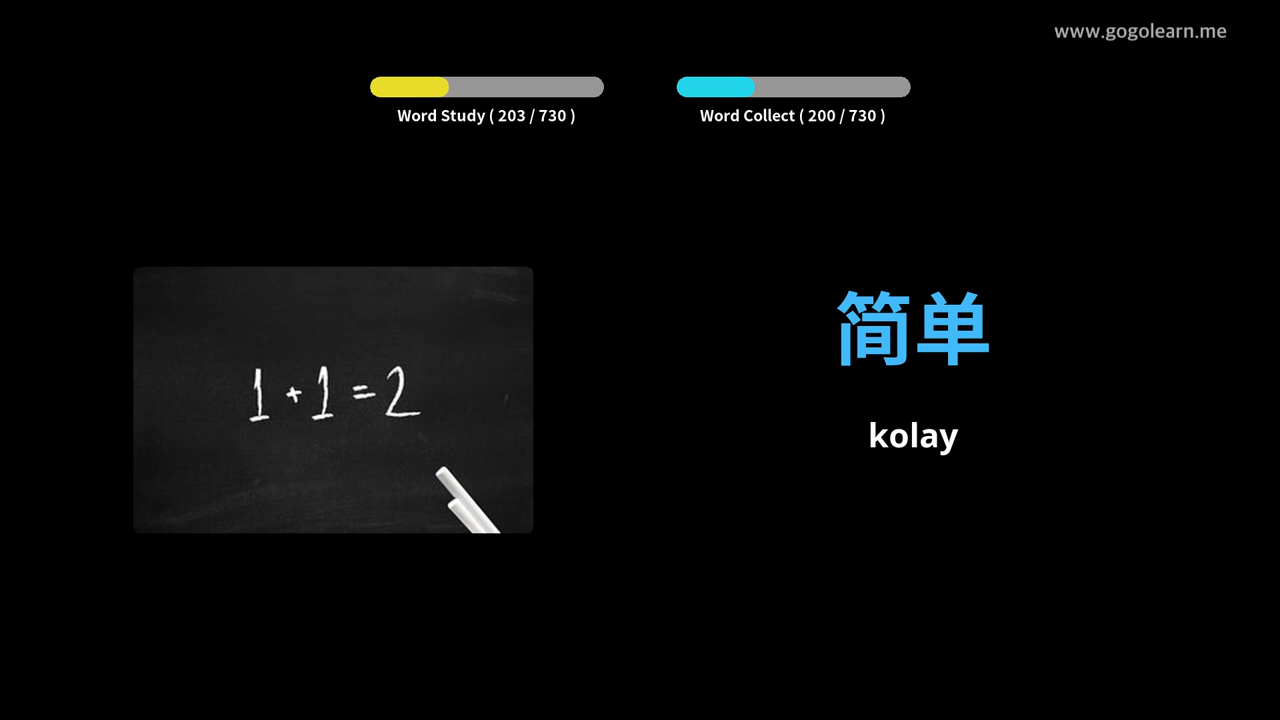 www.gogolearn.me
Word Study ( 203 / 730 )
Word Collect ( 200 / 730 )
1 + 1 = 2
简单
kolay